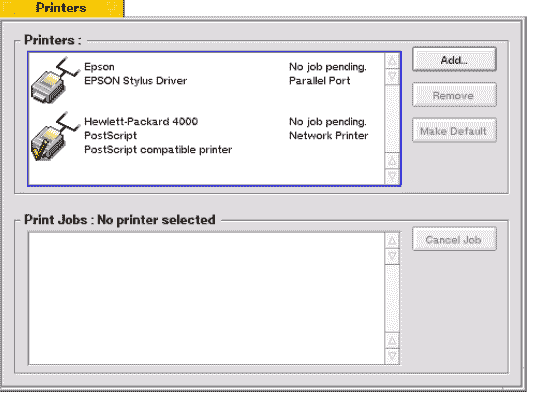 Printers
Printers :
Epson No job pending.
EPSON Stylus Driver Parallel Port
Hewlett-Packard 4000 No job pending.
PostScript Network Printer
PostScript compatible printer
Add...
Remove
Make Default
Print Jobs : No printer selected
Cancel Job